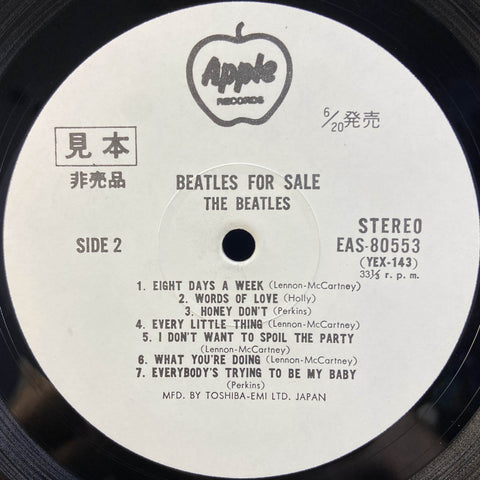 Apple
RECORDS
6/20発売
見本
非売品
BEATLES FOR SALE
THE BEATLES
SIDE 2
STEREO
EAS-80553
(YEX-143)
33⅓ r. p. m.
1. EIGHT DAYS A WEEK (Lennon-McCartney)
2. WORDS OF LOVE (Holly)
3. HONEY DON'T (Perkins)
4. EVERY LITTLE THING (Lennon-McCartney)
5. I DON'T WANT TO SPOIL THE PARTY
(Lennon-McCartney)
6. WHAT YOU'RE DOING (Lennon-McCartney)
7. EVERYBODY'S TRYING TO BE MY BABY
(Perkins)
MFD. BY TOSHIBA-EMI LTD. JAPAN